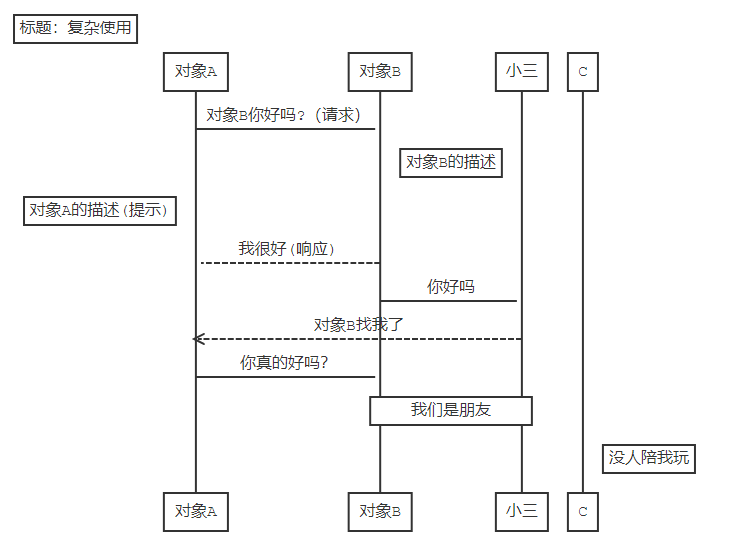 标题：复杂使用
对象A
对象B
小三
C
对象B你好吗?（请求）
对象B的描述
对象A的描述(提示)
我很好(响应)
你好吗
对象B找我了
你真的好吗？
我们是朋友
没人陪我玩
对象A
对象B
小三
C